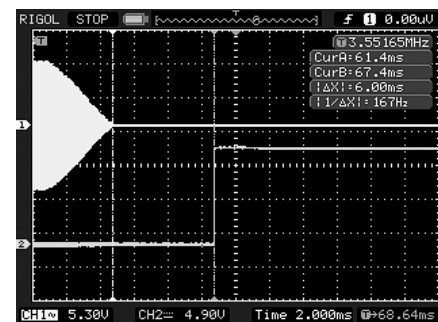 RIGOL STOP 1 0.00uV
3.55165MHz
CurA=61.4ms
CurB=67.4ms
|ΔX|=6.00ms
|1/ΔX|=167Hz
1
2
CH1~ 5.30V CH2= 4.90V Time 2.000ms T→68.64ms